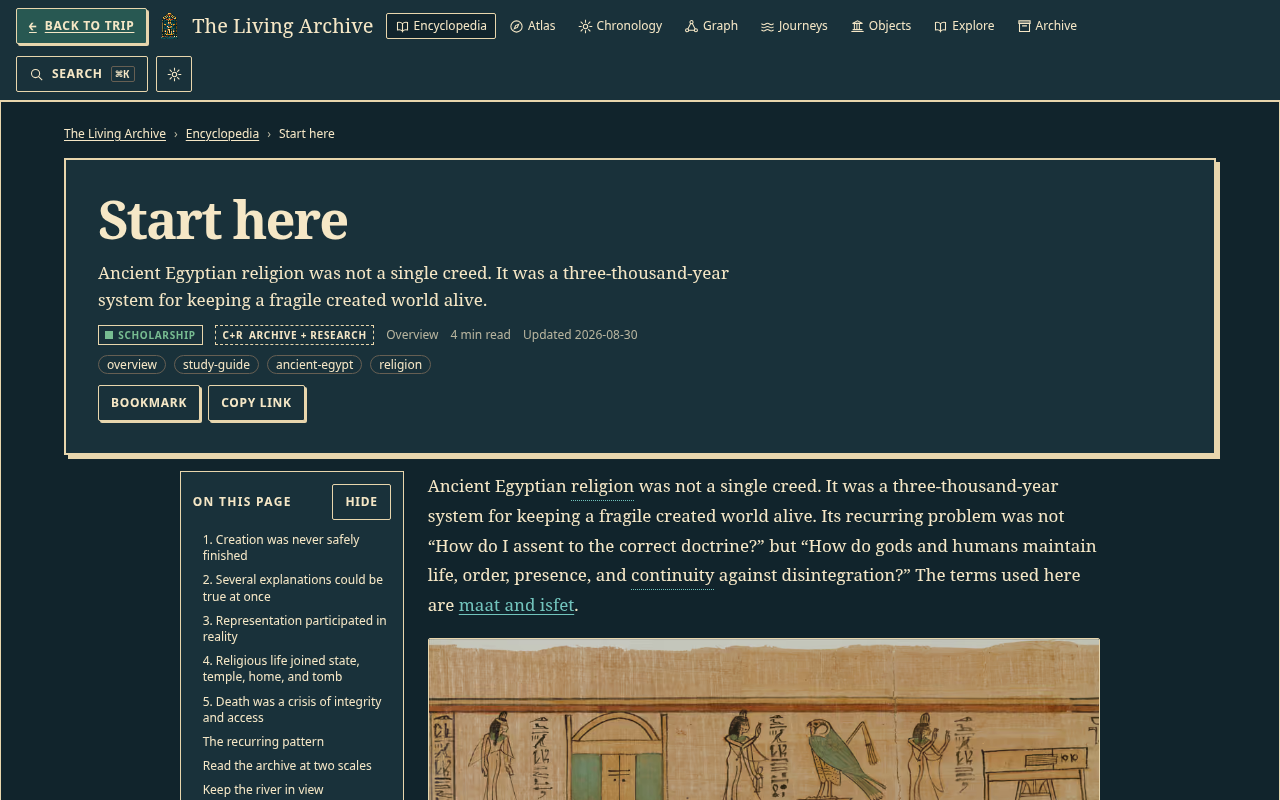 ← BACK TO TRIP
The Living Archive
Encyclopedia
Atlas
Chronology
Graph
Journeys
Objects
Explore
Archive
SEARCH ⌘K
The Living Archive › Encyclopedia › Start here
Start here
Ancient Egyptian religion was not a single creed. It was a three-thousand-year
system for keeping a fragile created world alive.
SCHOLARSHIP
C+R ARCHIVE + RESEARCH
Overview
4 min read
Updated 2026-08-30
overview
study-guide
ancient-egypt
religion
BOOKMARK
COPY LINK
ON THIS PAGE
HIDE
1. Creation was never safely
finished
2. Several explanations could be
true at once
3. Representation participated in
reality
4. Religious life joined state,
temple, home, and tomb
5. Death was a crisis of integrity
and access
The recurring pattern
Read the archive at two scales
Keep the river in view
Ancient Egyptian religion was not a single creed. It was a three-thousand-year
system for keeping a fragile created world alive. Its recurring problem was not
“How do I assent to the correct doctrine?” but “How do gods and humans maintain
life, order, presence, and continuity against disintegration?” The terms used here
are maat and isfet.